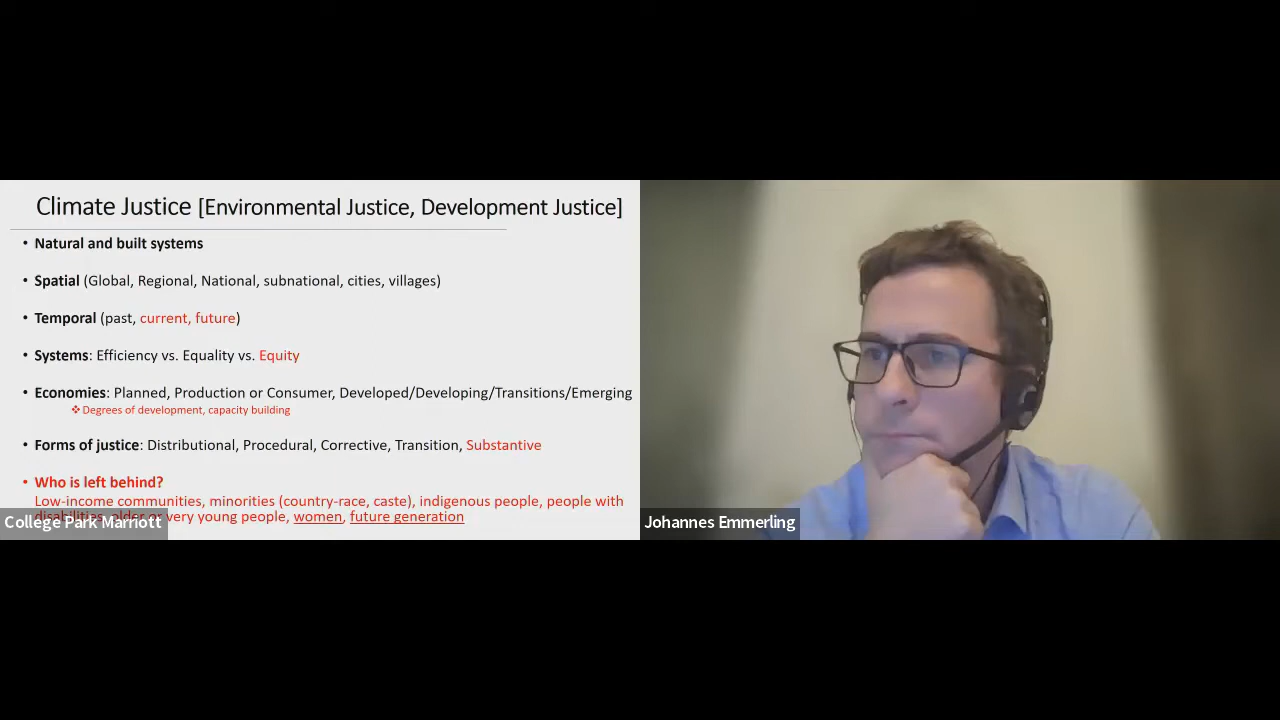 Climate Justice [Environmental Justice, Development Justice]
• Natural and built systems
• Spatial (Global, Regional, National, subnational, cities, villages)
• Temporal (past, current, future)
• Systems: Efficiency vs. Equality vs. Equity
• Economies: Planned, Production or Consumer, Developed/Developing/Transitions/Emerging
❖ Degrees of development, capacity building
• Forms of justice: Distributional, Procedural, Corrective, Transition, Substantive
• Who is left behind?
Low-income communities, minorities (country-race, caste), indigenous people, people with
disabilities, older or very young people, women, future generation
College Park Marriott
Johannes Emmerling